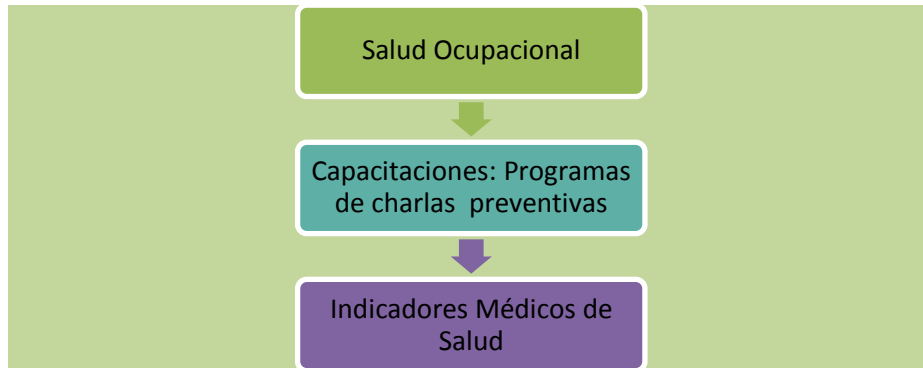 Salud Ocupacional
Capacitaciones: Programas
de charlas  preventivas
Indicadores Médicos de
Salud